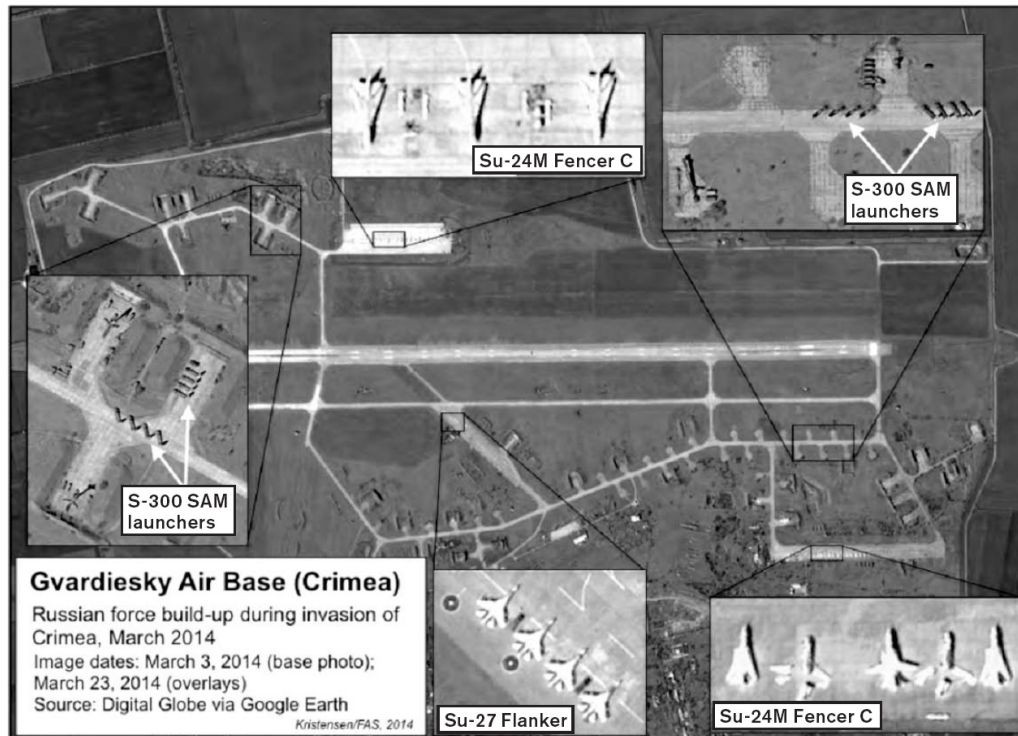 Su-24M Fencer C
S-300 SAM
launchers
S-300 SAM
launchers
Gvardiesky Air Base (Crimea)
Russian force build-up during invasion of
Crimea, March 2014
Image dates: March 3, 2014 (base photo);
March 23, 2014 (overlays)
Source: Digital Globe via Google Earth
Kristensen/FAS, 2014
Su-27 Flanker
Su-24M Fencer C